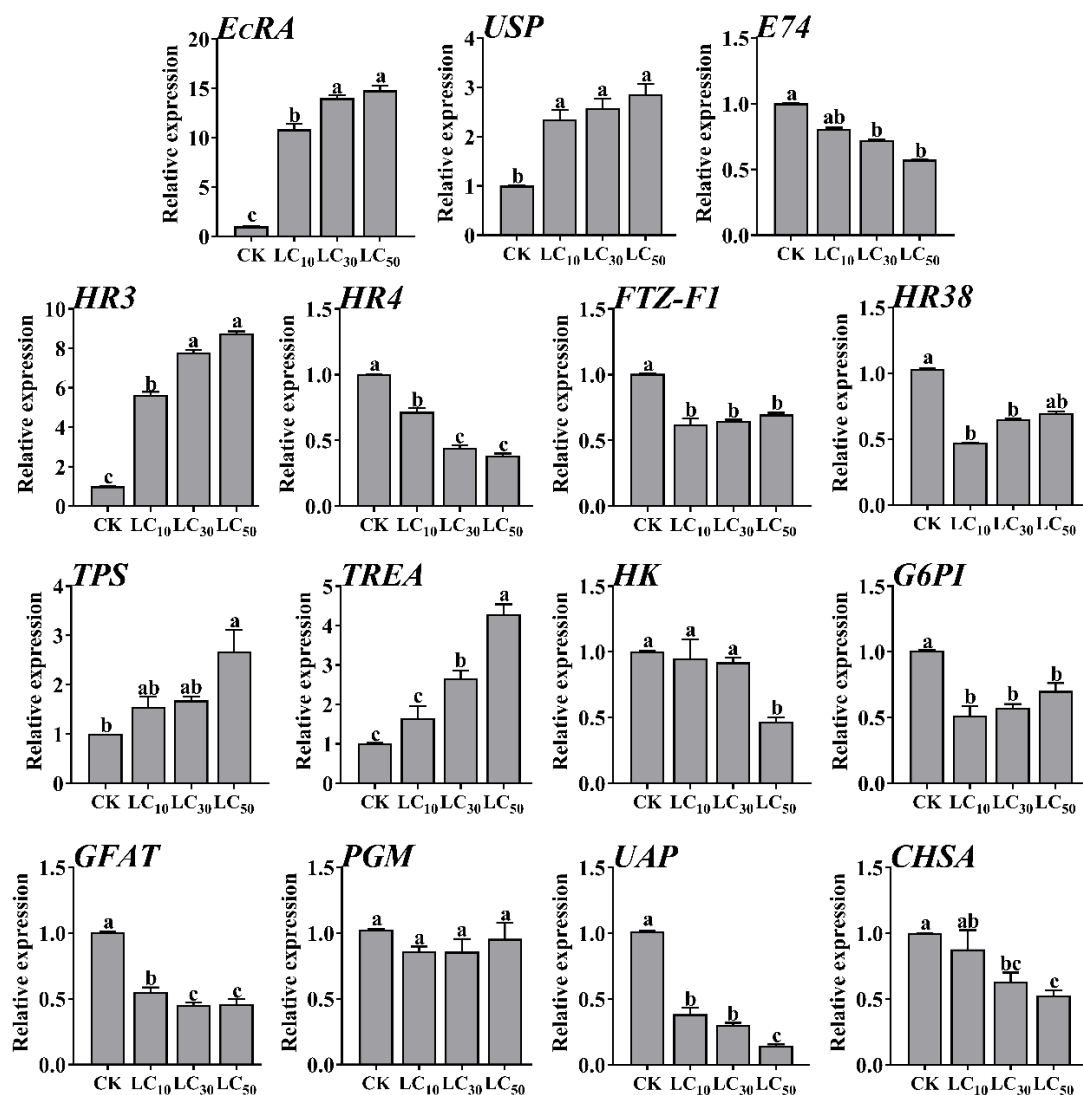 EcRA
Relative expression
20
15
10
5
0
c
b
a
a
CK LC10 LC30 LC50
USP
Relative expression
4
3
2
1
0
b
a
a
a
CK LC10 LC30 LC50
E74
Relative expression
1.5
1.0
0.5
0.0
a
ab
b
b
CK LC10 LC30 LC50
HR3
Relative expression
10
8
6
4
2
0
c
b
a
a
CK LC10 LC30 LC50
HR4
Relative expression
1.5
1.0
0.5
0.0
a
b
c
c
CK LC10 LC30 LC50
FTZ-F1
Relative expression
1.5
1.0
0.5
0.0
a
b
b
b
CK LC10 LC30 LC50
HR38
Relative expression
1.5
1.0
0.5
0.0
a
b
b
ab
CK LC10 LC30 LC50
TPS
Relative expression
4
3
2
1
0
b
ab
ab
a
CK LC10 LC30 LC50
TREA
Relative expression
5
4
3
2
1
0
c
c
b
a
CK LC10 LC30 LC50
HK
Relative expression
1.5
1.0
0.5
0.0
a
a
a
b
CK LC10 LC30 LC50
G6PI
Relative expression
1.5
1.0
0.5
0.0
a
b
b
b
CK LC10 LC30 LC50
GFAT
Relative expression
1.5
1.0
0.5
0.0
a
b
c
c
CK LC10 LC30 LC50
PGM
Relative expression
1.5
1.0
0.5
0.0
a
a
a
a
CK LC10 LC30 LC50
UAP
Relative expression
1.5
1.0
0.5
0.0
a
b
b
c
CK LC10 LC30 LC50
CHSA
Relative expression
1.5
1.0
0.5
0.0
a
ab
bc
c
CK LC10 LC30 LC50